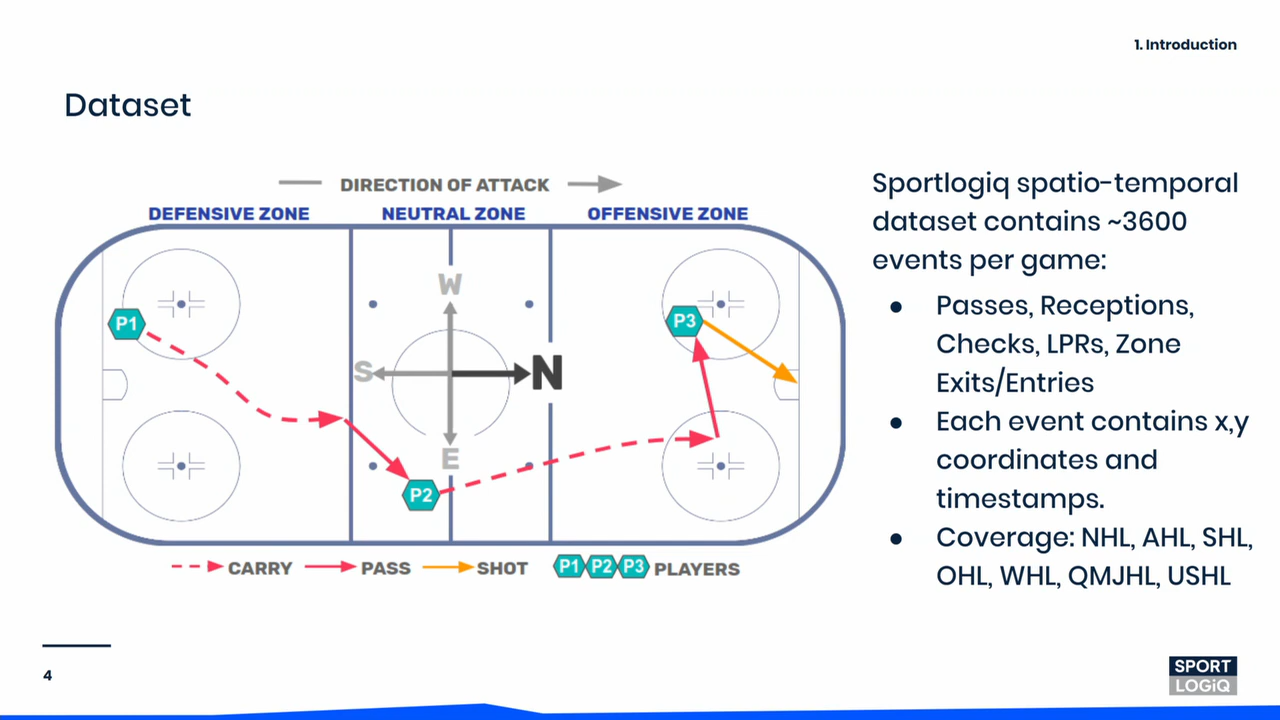 1. Introduction
Dataset
DIRECTION OF ATTACK
DEFENSIVE ZONE NEUTRAL ZONE OFFENSIVE ZONE
W
P1
P3
S N
E
P2
CARRY PASS SHOT P1 P2 P3 PLAYERS
Sportlogiq spatio-temporal
dataset contains ~3600
events per game:
● Passes, Receptions,
Checks, LPRs, Zone
Exits/Entries
● Each event contains x,y
coordinates and
timestamps.
● Coverage: NHL, AHL, SHL,
OHL, WHL, QMJHL, USHL
4
SPORT
LOGiQ